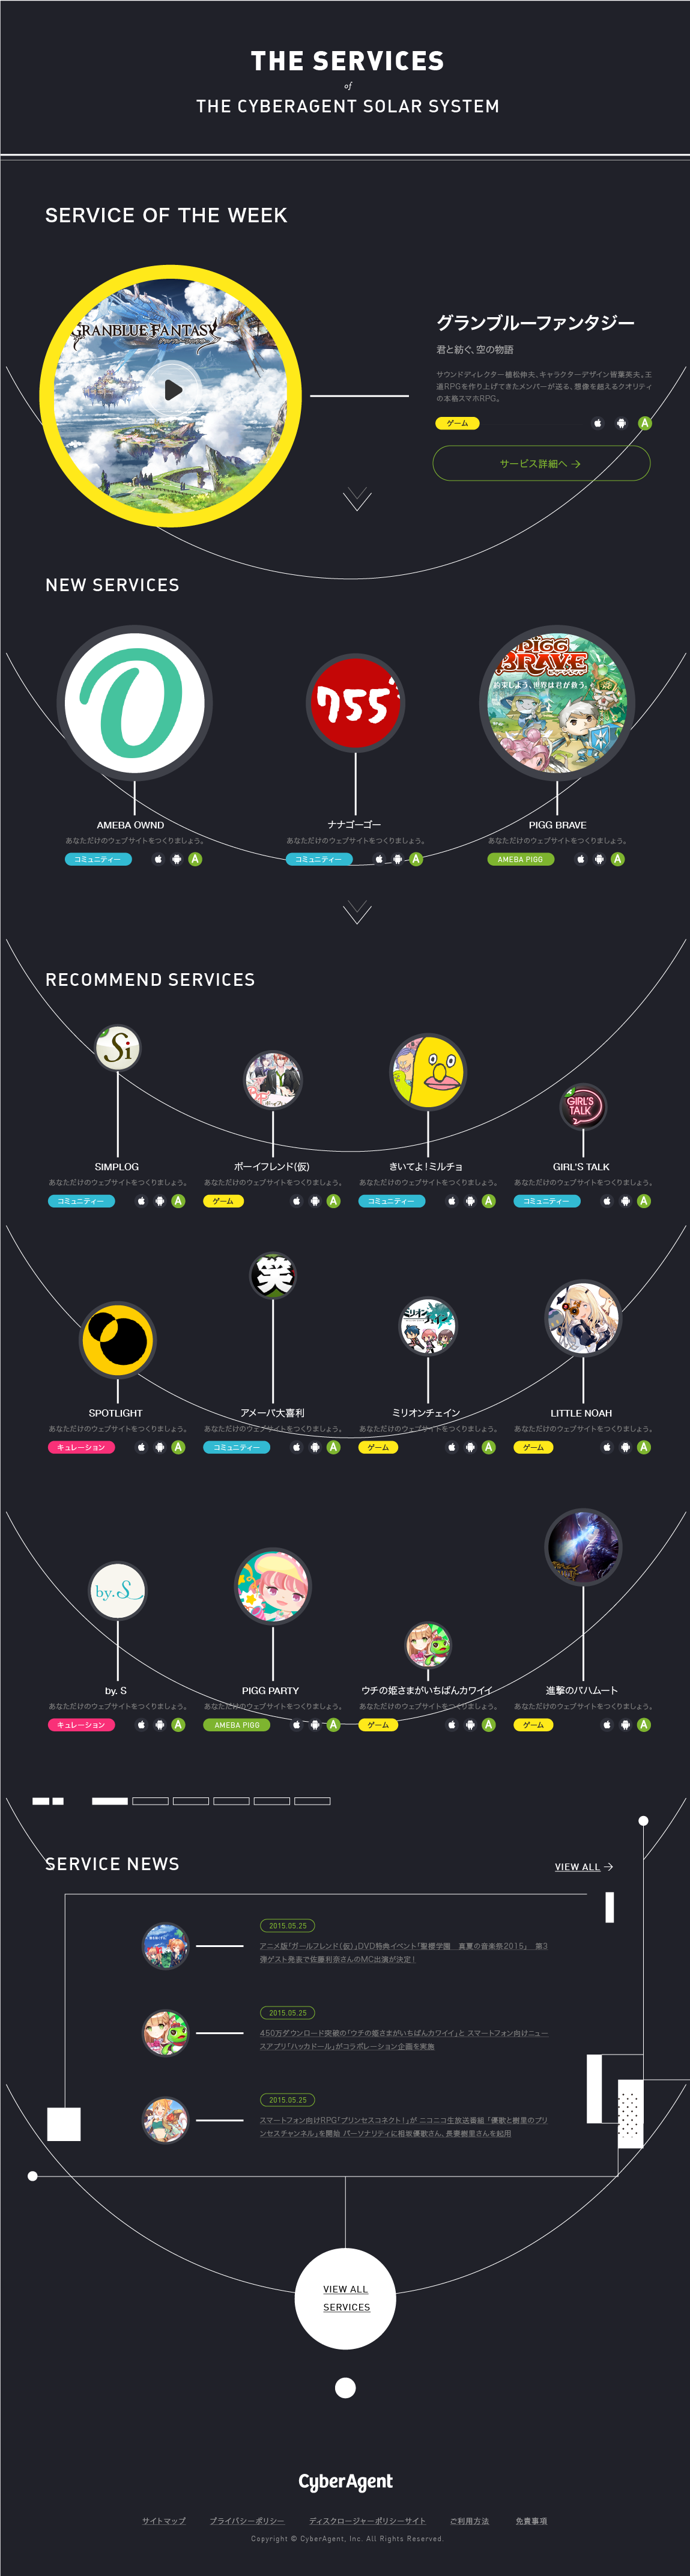 THE SERVICES
of
THE CYBERAGENT SOLAR SYSTEM
SERVICE OF THE WEEK
GRANBLUE FANTASY
グランブルーファンタジー
君と紡ぐ、空の物語
サウンドディレクター植松伸夫、キャラクターデザイン皆葉英夫。王
道RPGを作り上げてきたメンバーが送る、想像を超えるクオリティ
の本格スマホRPG。
ゲーム
A
サービス詳細へ
NEW SERVICES
755
PIGG
BRAVE
約束しよう、世界は君が救う。
AMEBA OWND
ナナゴーゴー
PIGG BRAVE
あなただけのウェブサイトをつくりましょう。
あなただけのウェブサイトをつくりましょう。
あなただけのウェブサイトをつくりましょう。
コミュニティー A
コミュニティー A
AMEBA PIGG A
RECOMMEND SERVICES
Si
GIRL'S
TALK
SIMPLOG
ボーイフレンド(仮)
きいてよ!ミルチョ
GIRL'S TALK
あなただけのウェブサイトをつくりましょう。
あなただけのウェブサイトをつくりましょう。
あなただけのウェブサイトをつくりましょう。
あなただけのウェブサイトをつくりましょう。
コミュニティー A
ゲーム A
コミュニティー A
コミュニティー A
笑
ミリオンチェイン
SPOTLIGHT
アメーバ大喜利
ミリオンチェイン
LITTLE NOAH
あなただけのウェブサイトをつくりましょう。
あなただけのウェブサイトをつくりましょう。
あなただけのウェブサイトをつくりましょう。
あなただけのウェブサイトをつくりましょう。
キュレーション A
コミュニティー A
ゲーム A
ゲーム A
by. S
by. S
PIGG PARTY
ウチの姫さまがいちばんカワイイ
進撃のバハムート
あなただけのウェブサイトをつくりましょう。
あなただけのウェブサイトをつくりましょう。
あなただけのウェブサイトをつくりましょう。
あなただけのウェブサイトをつくりましょう。
キュレーション A
AMEBA PIGG A
ゲーム A
ゲーム A
SERVICE NEWS
VIEW ALL
2015.05.25
アニメ版「ガールフレンド(仮)」DVD特典イベント「聖櫻学園　真夏の音楽祭2015」　第3
弾ゲスト発表で佐藤利奈さんのMC出演が決定！
2015.05.25
450万ダウンロード突破の「ウチの姫さまがいちばんカワイイ」と スマートフォン向けニュー
スアプリ「ハッカドール」がコラボレーション企画を実施
2015.05.25
スマートフォン向けRPG「プリンセスコネクト！」が ニコニコ生放送番組 「優歌と樹里のプリ
ンセスチャンネル」を開始 パーソナリティに相坂優歌さん、長妻樹里さんを起用
VIEW ALL
SERVICES
CyberAgent
サイトマップ
プライバシーポリシー
ディスクロージャーポリシーサイト
ご利用方法
免責事項
Copyright © CyberAgent, Inc. All Rights Reserved.